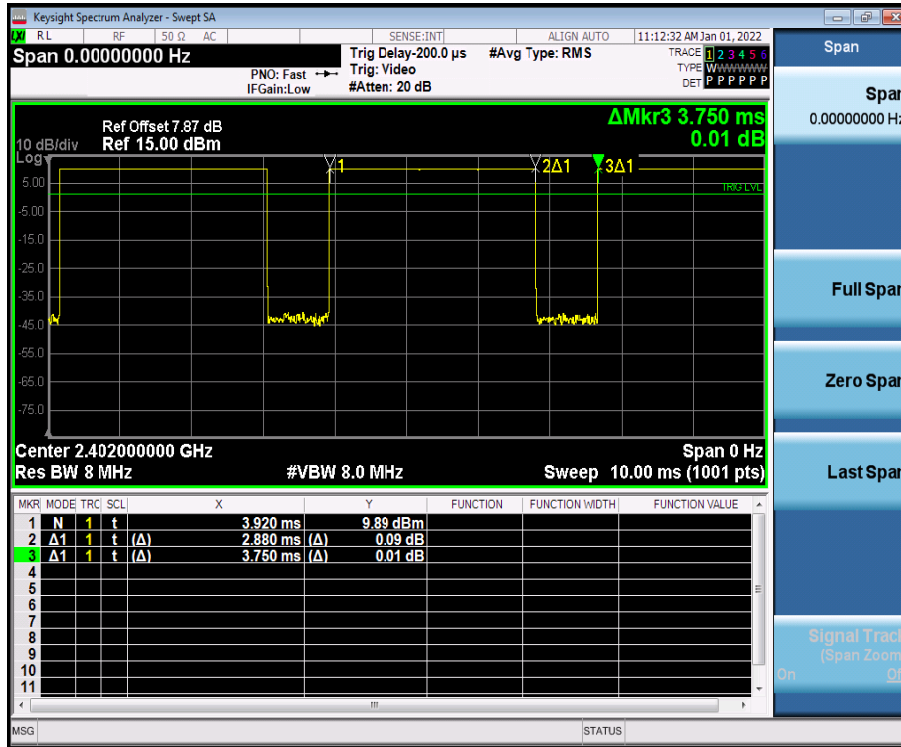 Keysight Spectrum Analyzer - Swept SA
LXI RL RF 50 Ω AC SENSE:INT ALIGN AUTO 11:12:32 AM Jan 01, 2022
Span 0.00000000 Hz
Trig Delay-200.0 µs #Avg Type: RMS TRACE 1 2 3 4 5 6
PNO: Fast Trig: Video TYPE WWWWWW
IFGain:Low #Atten: 20 dB DET P P P P P P
Span
Span
0.00000000 Hz
Full Span
Zero Span
Last Span
Signal Track
(Span Zoom)
On Off
ΔMkr3 3.750 ms
0.01 dB
Ref Offset 7.87 dB
10 dB/div Ref 15.00 dBm
Log
1 2Δ1 3Δ1
5.00
TRIG LVL
-5.00
-15.0
-25.0
-35.0
-45.0
-55.0
-65.0
-75.0
Center 2.402000000 GHz Span 0 Hz
Res BW 8 MHz #VBW 8.0 MHz Sweep 10.00 ms (1001 pts)
MKR MODE TRC SCL X Y FUNCTION FUNCTION WIDTH FUNCTION VALUE
1 N 1 t 3.920 ms 9.89 dBm
2 Δ1 1 t (Δ) 2.880 ms (Δ) 0.09 dB
3 Δ1 1 t (Δ) 3.750 ms (Δ) 0.01 dB
4
5
6
7
8
9
10
11
MSG STATUS